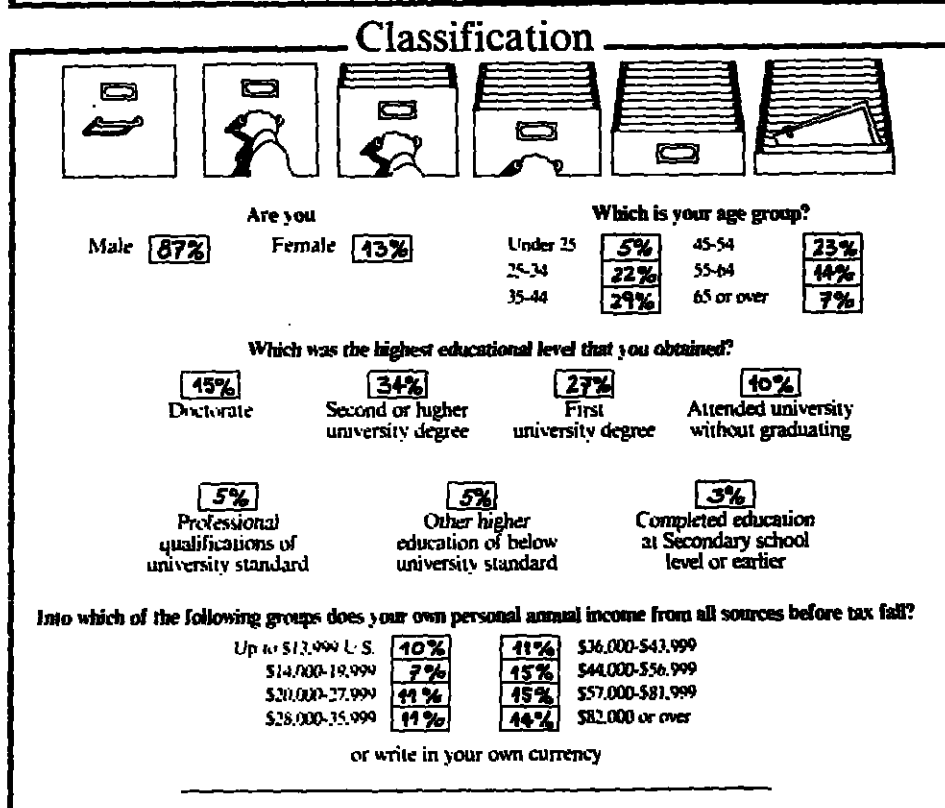 Classification
Are you
Male 87% Female 13%
Which is your age group?
Under 25 5% 45-54 23%
25-34 22% 55-64 14%
35-44 29% 65 or over 7%
Which was the highest educational level that you obtained?
15% 34% 27% 10%
Doctorate Second or higher First Attended university
university degree university degree without graduating
5% 5% 3%
Professional Other higher Completed education
qualifications of education of below at Secondary school
university standard university standard level or earlier
Into which of the following groups does your own personal annual income from all sources before tax fall?
Up to $13,999 U.S. 10% 11% $36,000-$43,999
$14,000-19,999 7% 15% $44,000-$56,999
$20,000-27,999 11% 15% $57,000-$81,999
$28,000-35,999 11% 14% $82,000 or over
or write in your own currency